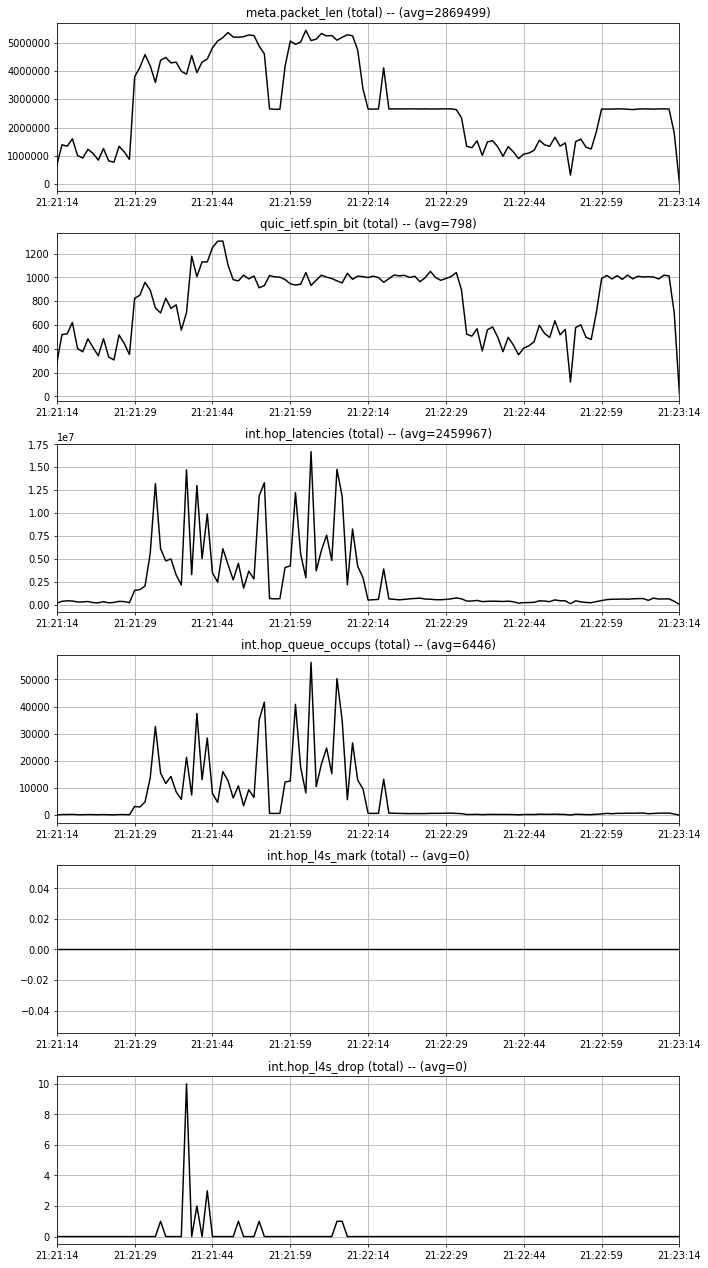 meta.packet_len (total) -- (avg=2869499)
5000000
4000000
3000000
2000000
1000000
0
21:21:14 21:21:29 21:21:44 21:21:59 21:22:14 21:22:29 21:22:44 21:22:59 21:23:14
quic_ietf.spin_bit (total) -- (avg=798)
1200
1000
800
600
400
200
0
21:21:14 21:21:29 21:21:44 21:21:59 21:22:14 21:22:29 21:22:44 21:22:59 21:23:14
int.hop_latencies (total) -- (avg=2459967)
1e7
1.75
1.50
1.25
1.00
0.75
0.50
0.25
0.00
21:21:14 21:21:29 21:21:44 21:21:59 21:22:14 21:22:29 21:22:44 21:22:59 21:23:14
int.hop_queue_occups (total) -- (avg=6446)
50000
40000
30000
20000
10000
0
21:21:14 21:21:29 21:21:44 21:21:59 21:22:14 21:22:29 21:22:44 21:22:59 21:23:14
int.hop_l4s_mark (total) -- (avg=0)
0.04
0.02
0.00
−0.02
−0.04
21:21:14 21:21:29 21:21:44 21:21:59 21:22:14 21:22:29 21:22:44 21:22:59 21:23:14
int.hop_l4s_drop (total) -- (avg=0)
10
8
6
4
2
0
21:21:14 21:21:29 21:21:44 21:21:59 21:22:14 21:22:29 21:22:44 21:22:59 21:23:14